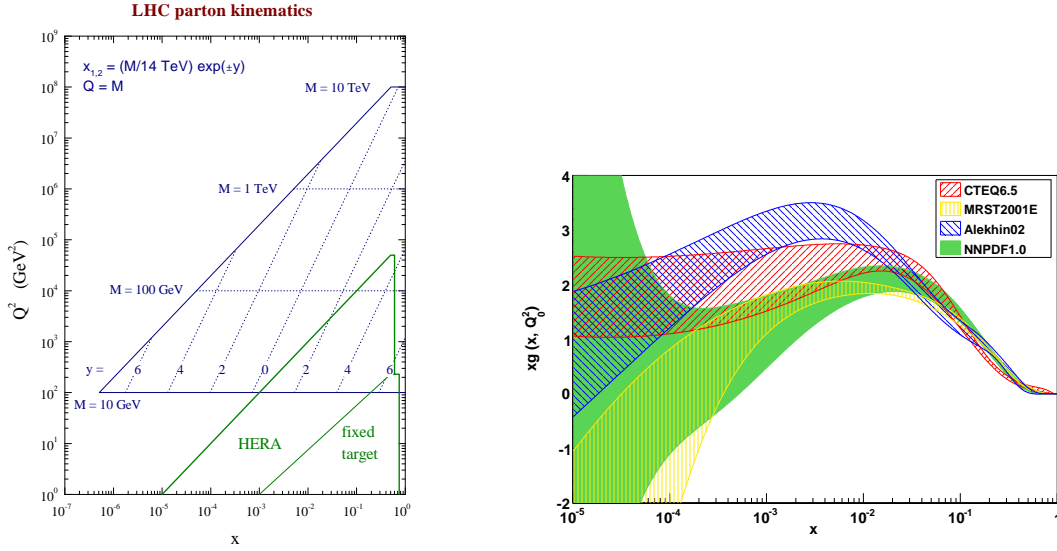 LHC parton kinematics
10⁹
10⁸
10⁷
10⁶
10⁵
10⁴
10³
10²
10¹
10⁰
Q² (GeV²)
x₁,₂ = (M/14 TeV) exp(±y)
Q = M
M = 10 TeV
M = 1 TeV
M = 100 GeV
y = 6 4 2 0 2 4 6
M = 10 GeV
HERA
fixed
target
10⁻⁷ 10⁻⁶ 10⁻⁵ 10⁻⁴ 10⁻³ 10⁻² 10⁻¹ 10⁰
x
4
3
2
1
0
-1
-2
xg (x, Q₀²)
CTEQ6.5
MRST2001E
Alekhin02
NNPDF1.0
10⁻⁵ 10⁻⁴ 10⁻³ 10⁻² 10⁻¹ 1
x